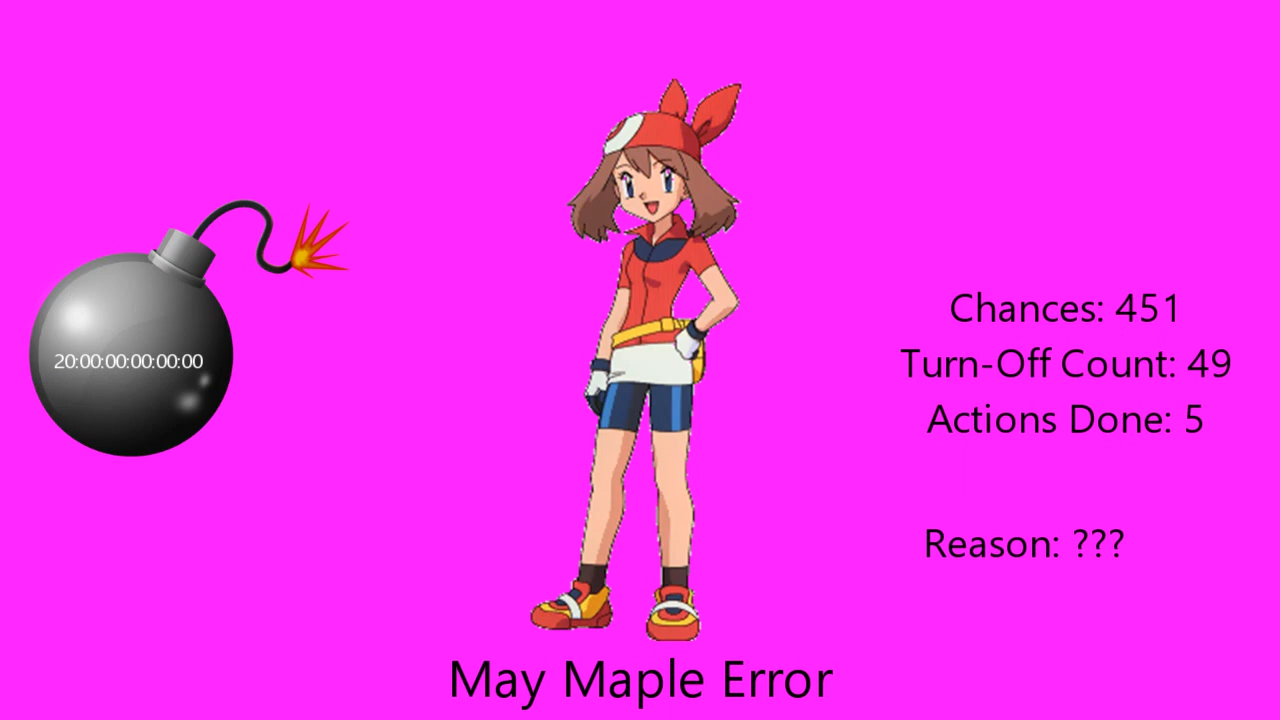 20:00:00:00:00:00
Chances: 451
Turn-Off Count: 49
Actions Done: 5
Reason: ???
May Maple Error